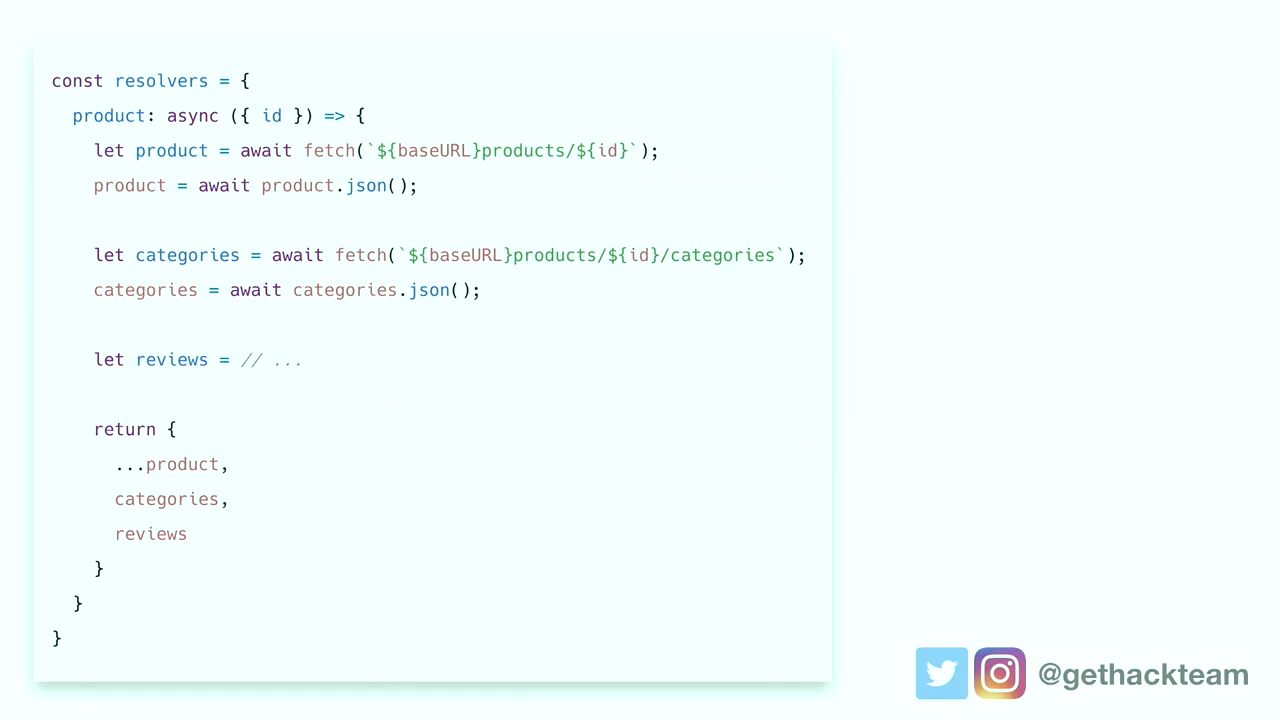 const resolvers = {
  product: async ({ id }) => {
    let product = await fetch(`${baseURL}products/${id}`);
    product = await product.json();

    let categories = await fetch(`${baseURL}products/${id}/categories`);
    categories = await categories.json();

    let reviews = // ...

    return {
      ...product,
      categories,
      reviews
    }
  }
}
@gethackteam